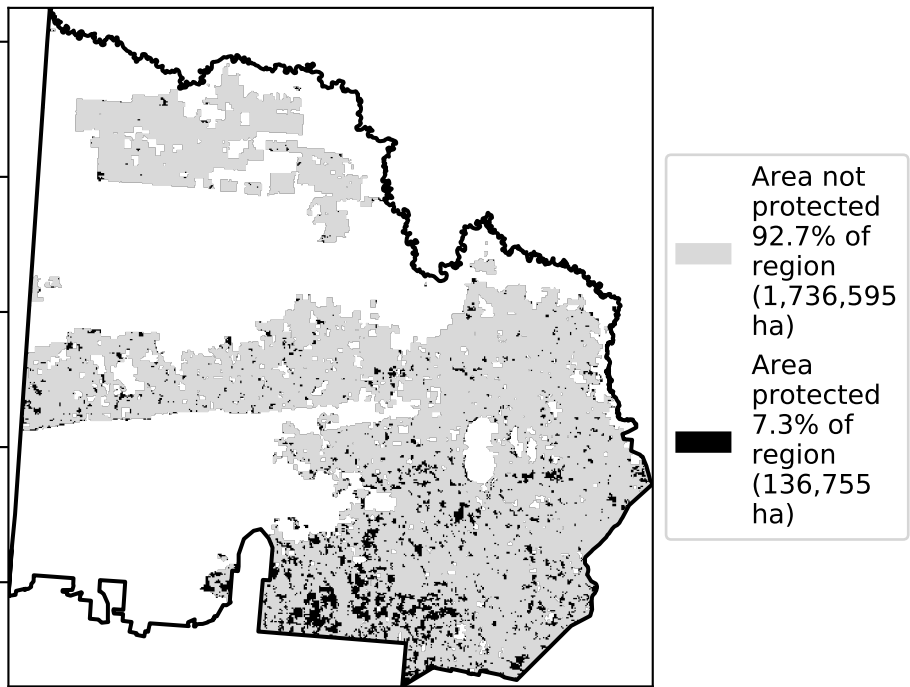 Area not
protected
92.7% of
region
(1,736,595
ha)
Area
protected
7.3% of
region
(136,755
ha)